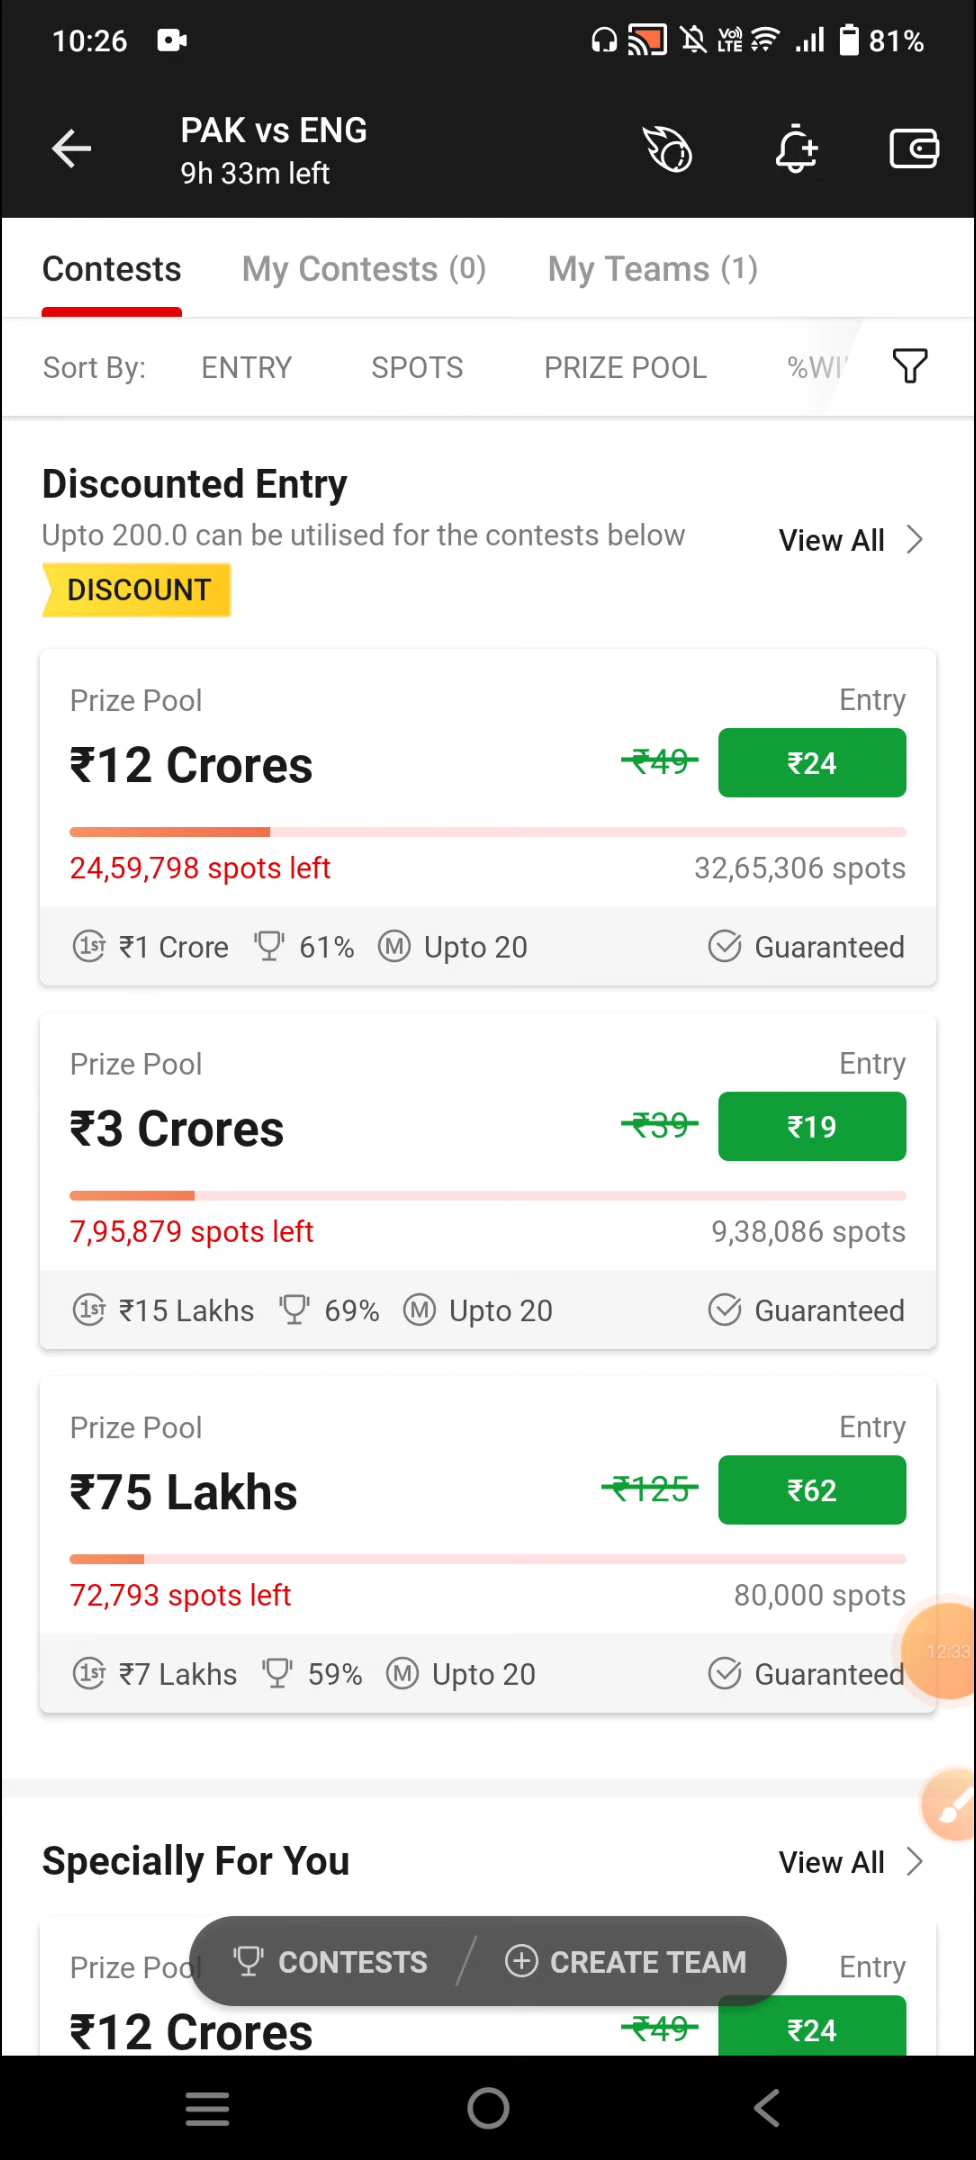 10:26 81%
PAK vs ENG
9h 33m left
Contests My Contests (0) My Teams (1)
Sort By: ENTRY SPOTS PRIZE POOL %WI
Discounted Entry
Upto 200.0 can be utilised for the contests below
View All
DISCOUNT
Prize Pool Entry
₹12 Crores ₹49 ₹24
24,59,798 spots left 32,65,306 spots
1ST ₹1 Crore 61% M Upto 20 Guaranteed
Prize Pool Entry
₹3 Crores ₹39 ₹19
7,95,879 spots left 9,38,086 spots
1ST ₹15 Lakhs 69% M Upto 20 Guaranteed
Prize Pool Entry
₹75 Lakhs ₹125 ₹62
72,793 spots left 80,000 spots
1ST ₹7 Lakhs 59% M Upto 20 Guaranteed
12:33
Specially For You View All
CONTESTS CREATE TEAM
Prize Pool Entry
₹12 Crores ₹49 ₹24